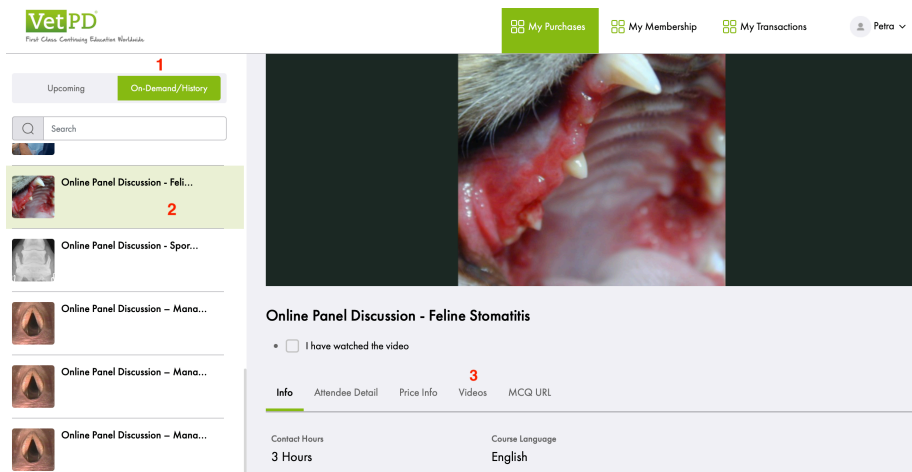 VetPD
First Class Continuing Education Worldwide.
My Purchases
My Membership
My Transactions
Petra
1
Upcoming
On-Demand/History
Search
Online Panel Discussion - Feli...
2
Online Panel Discussion - Spor...
Online Panel Discussion – Mana...
Online Panel Discussion – Mana...
Online Panel Discussion – Mana...
Online Panel Discussion - Feline Stomatitis
I have watched the video
3
Info Attendee Detail Price Info Videos MCQ URL
Contact Hours
3 Hours
Course Language
English